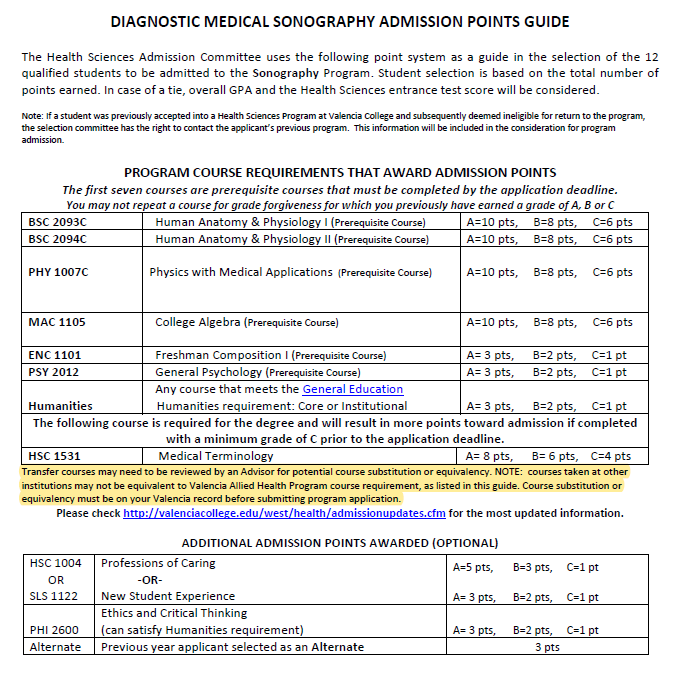 DIAGNOSTIC MEDICAL SONOGRAPHY ADMISSION POINTS GUIDE
The Health Sciences Admission Committee uses the following point system as a guide in the selection of the 12
qualified students to be admitted to the Sonography Program. Student selection is based on the total number of
points earned. In case of a tie, overall GPA and the Health Sciences entrance test score will be considered.
Note: If a student was previously accepted into a Health Sciences Program at Valencia College and subsequently deemed ineligible for return to the program,
the selection committee has the right to contact the applicant's previous program. This information will be included in the consideration for program
admission.
PROGRAM COURSE REQUIREMENTS THAT AWARD ADMISSION POINTS
The first seven courses are prerequisite courses that must be completed by the application deadline.
You may not repeat a course for grade forgiveness for which you previously have earned a grade of A, B or C
BSC 2093C Human Anatomy & Physiology I (Prerequisite Course) A=10 pts, B=8 pts, C=6 pts
BSC 2094C Human Anatomy & Physiology II (Prerequisite Course) A=10 pts, B=8 pts, C=6 pts
PHY 1007C Physics with Medical Applications (Prerequisite Course) A=10 pts, B=8 pts, C=6 pts
MAC 1105 College Algebra (Prerequisite Course) A=10 pts, B=8 pts, C=6 pts
ENC 1101 Freshman Composition I (Prerequisite Course) A= 3 pts, B=2 pts, C=1 pt
PSY 2012 General Psychology (Prerequisite Course) A= 3 pts, B=2 pts, C=1 pt
Any course that meets the General Education
Humanities Humanities requirement: Core or Institutional A= 3 pts, B=2 pts, C=1 pt
The following course is required for the degree and will result in more points toward admission if completed
with a minimum grade of C prior to the application deadline.
HSC 1531 Medical Terminology A= 8 pts, B= 6 pts, C=4 pts
Transfer courses may need to be reviewed by an Advisor for potential course substitution or equivalency. NOTE: courses taken at other
institutions may not be equivalent to Valencia Allied Health Program course requirement, as listed in this guide. Course substitution or
equivalency must be on your Valencia record before submitting program application.
Please check http://valenciacollege.edu/west/health/admissionupdates.cfm for the most updated information.
ADDITIONAL ADMISSION POINTS AWARDED (OPTIONAL)
HSC 1004 Professions of Caring A=5 pts, B=3 pts, C=1 pt
OR -OR-
SLS 1122 New Student Experience A= 3 pts, B=2 pts, C=1 pt
Ethics and Critical Thinking
PHI 2600 (can satisfy Humanities requirement) A= 3 pts, B=2 pts, C=1 pt
Alternate Previous year applicant selected as an Alternate 3 pts